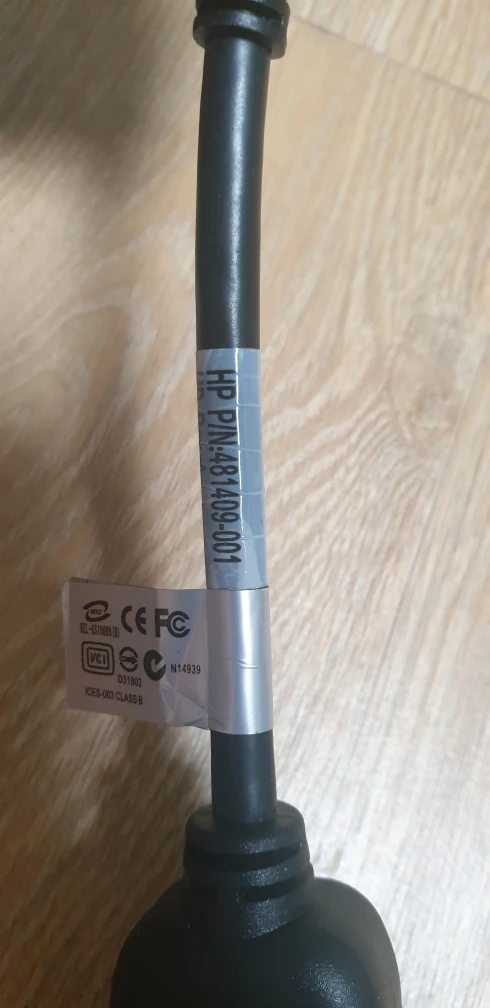 HP P/N:481409-001
MIC
CE FC
VCI
N14939
D31902
ICES-003 CLASS B